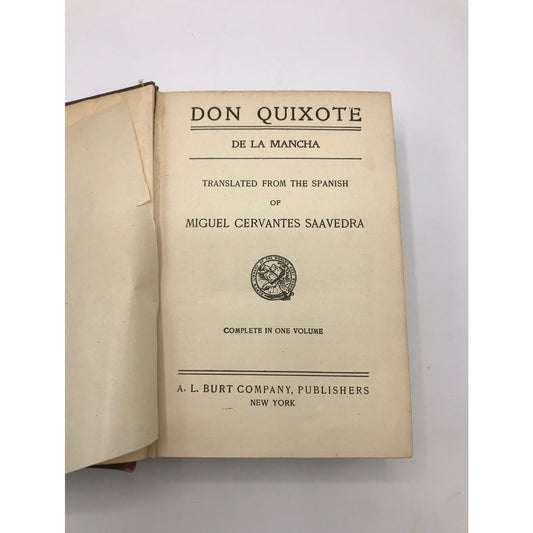 DON QUIXOTE
DE LA MANCHA
TRANSLATED FROM THE SPANISH
OF
MIGUEL CERVANTES SAAVEDRA
COMPLETE IN ONE VOLUME
A. L. BURT COMPANY, PUBLISHERS
NEW YORK